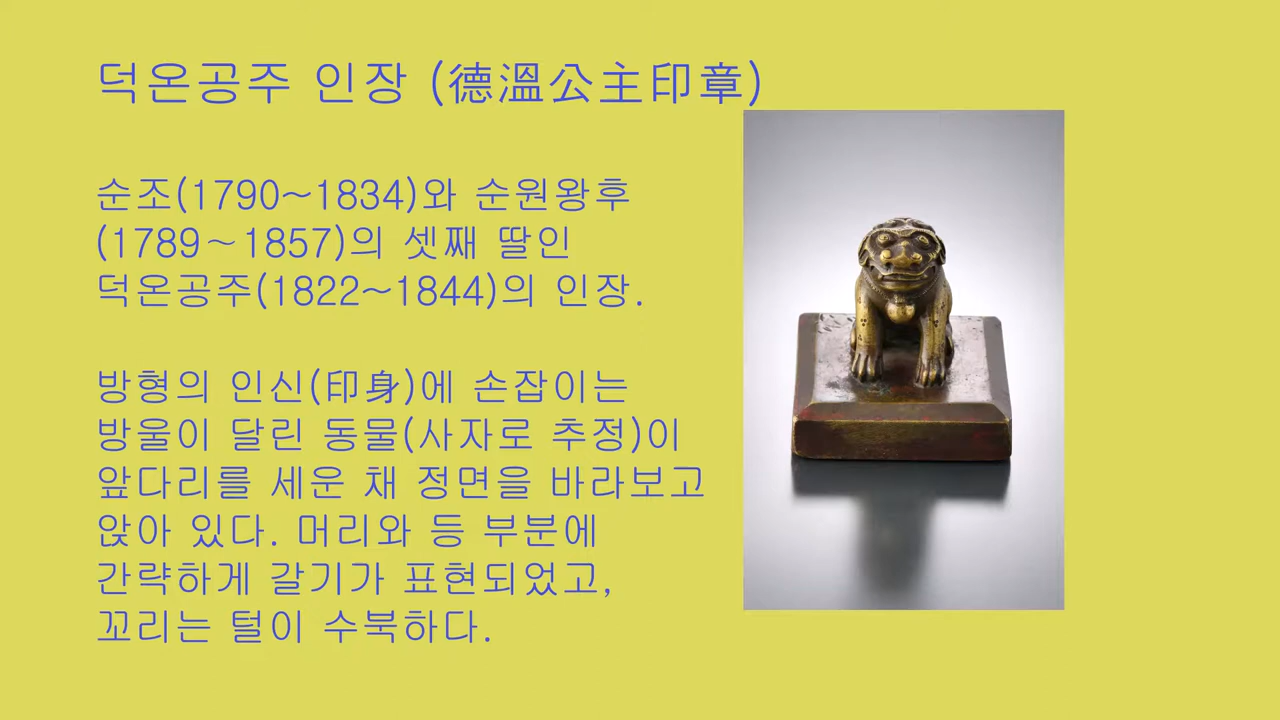 덕온공주 인장 (德溫公主印章)
순조(1790~1834)와 순원왕후
(1789～1857)의 셋째 딸인
덕온공주(1822~1844)의 인장.
방형의 인신(印身)에 손잡이는
방울이 달린 동물(사자로 추정)이
앞다리를 세운 채 정면을 바라보고
앉아 있다. 머리와 등 부분에
간략하게 갈기가 표현되었고,
꼬리는 털이 수북하다.